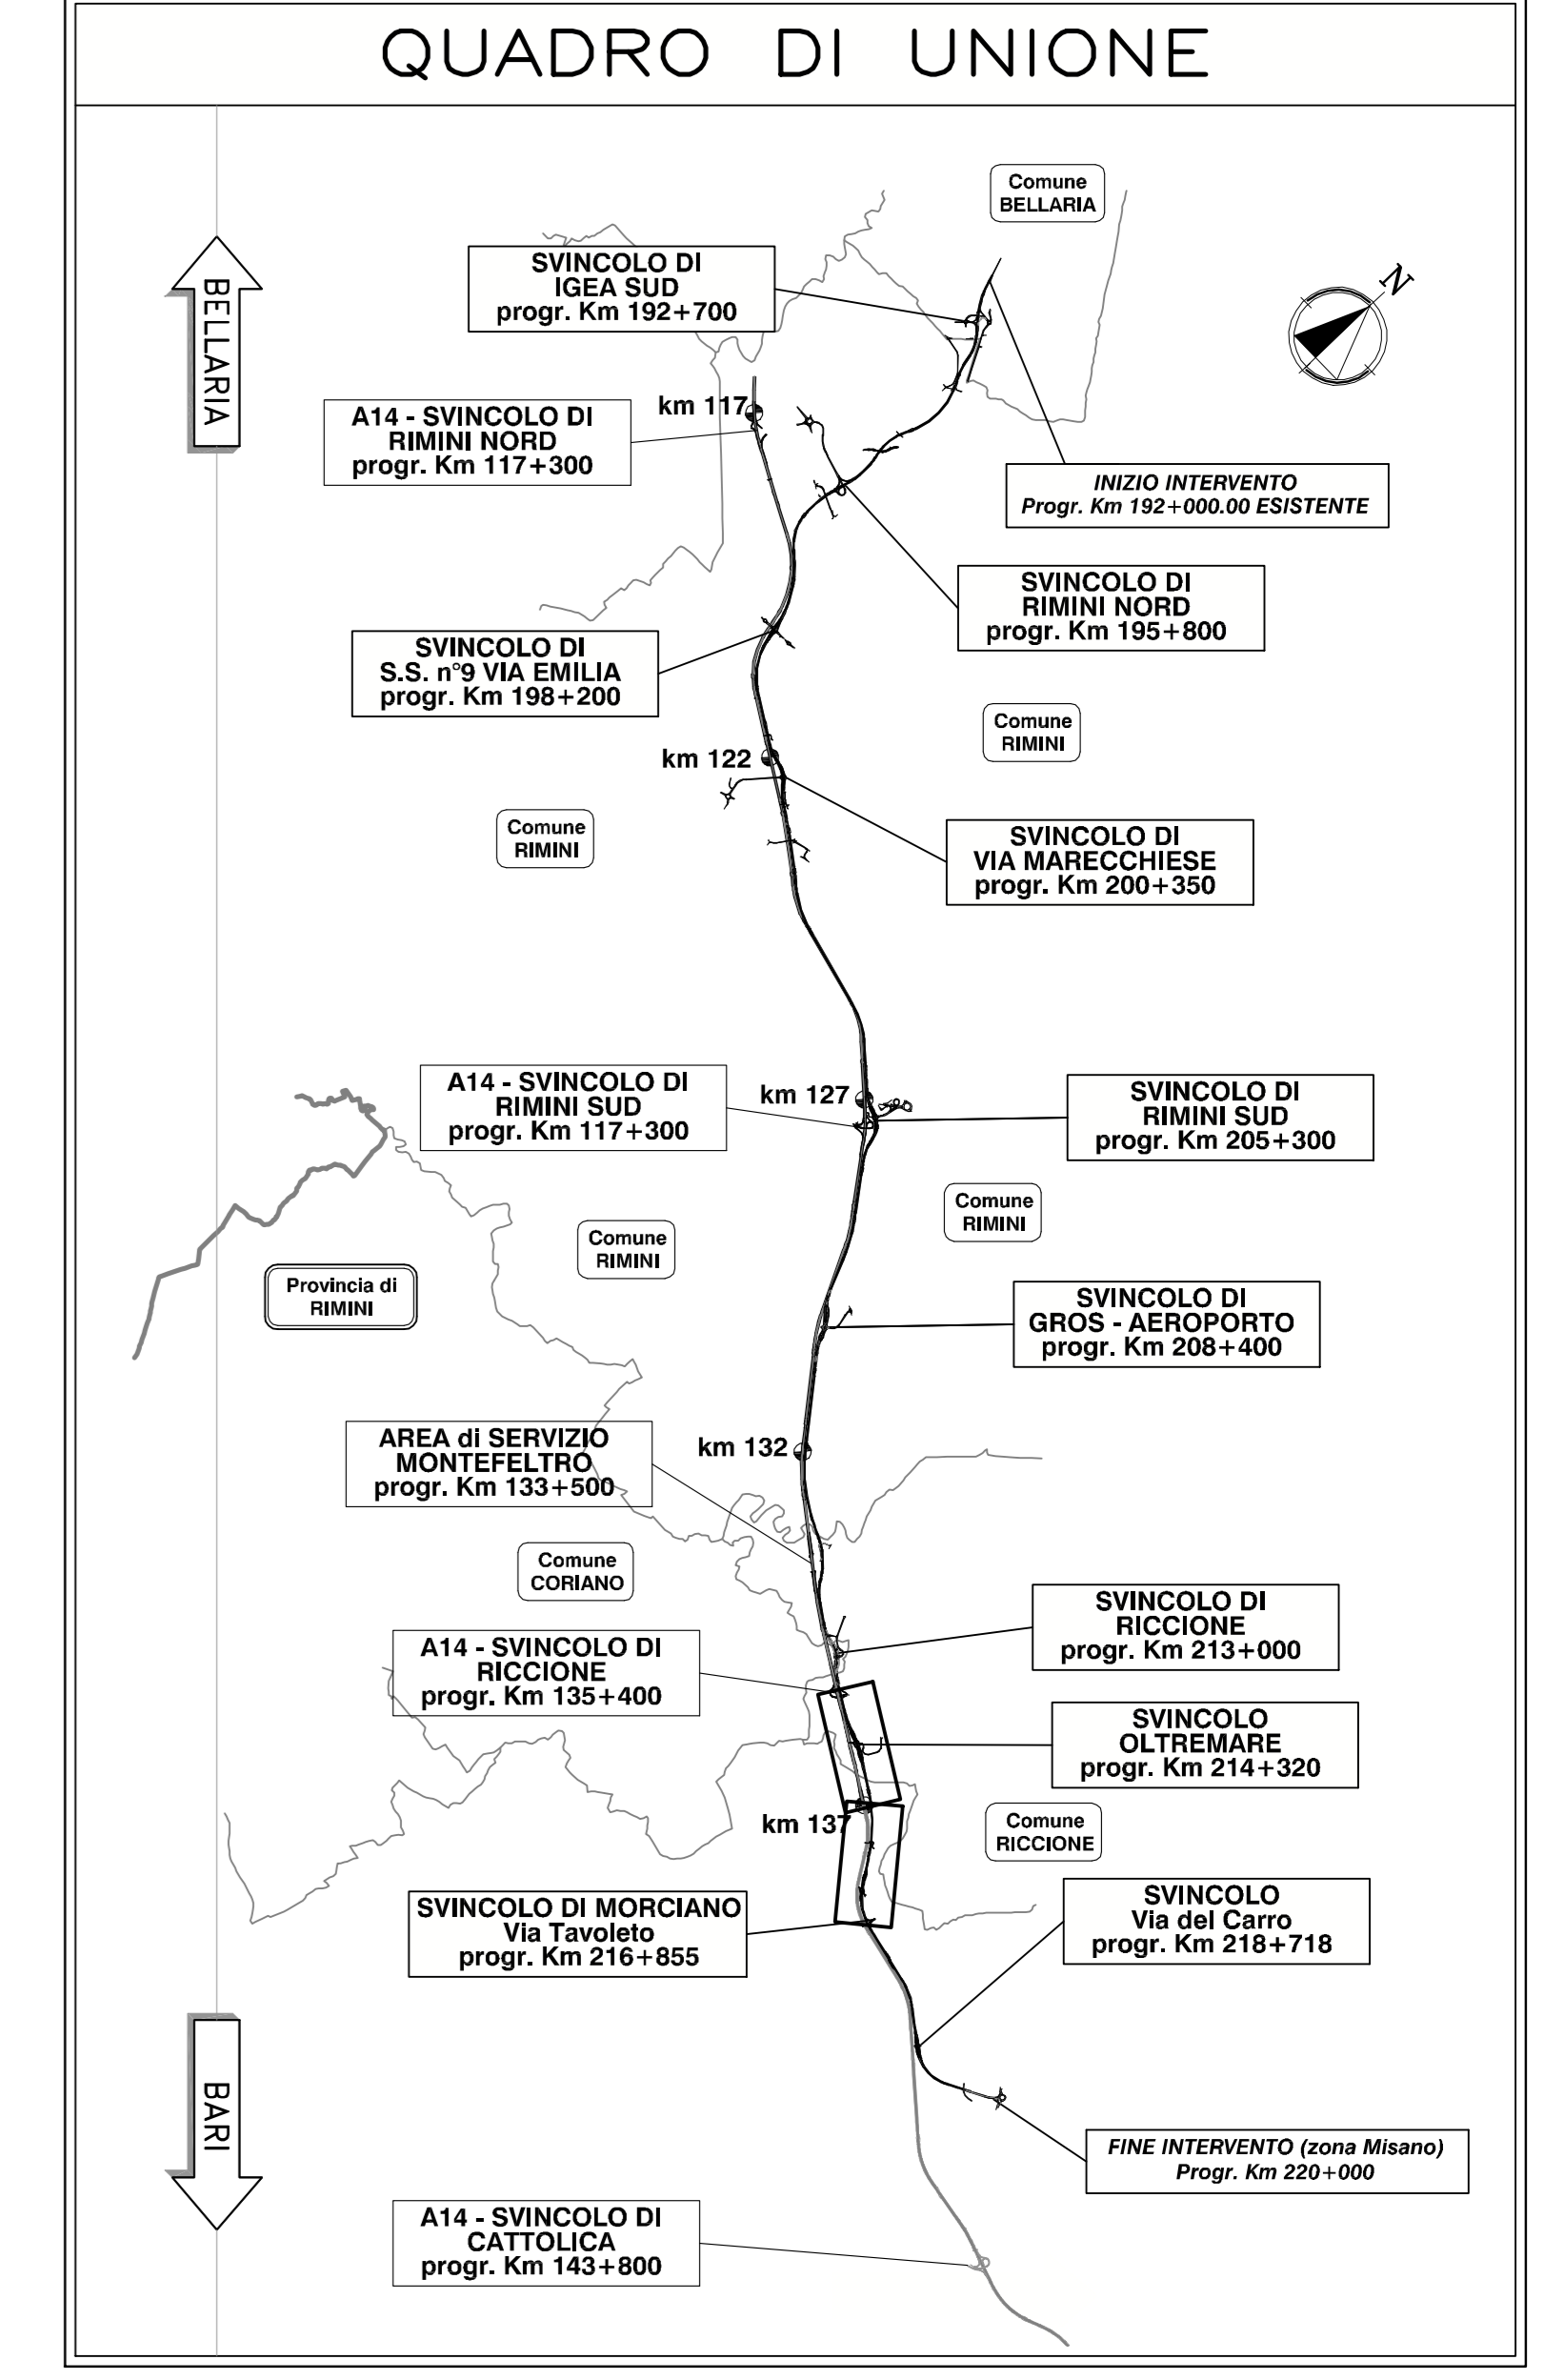 QUADRO DI UNIONE
Comune
BELLARIA
BELLARIA
SVINCOLO DI
IGEA SUD
progr. Km 192+700
N
km 117
A14 - SVINCOLO DI
RIMINI NORD
progr. Km 117+300
INIZIO INTERVENTO
Progr. Km 192+000.00 ESISTENTE
SVINCOLO DI
RIMINI NORD
progr. Km 195+800
SVINCOLO DI
S.S. n°9 VIA EMILIA
progr. Km 198+200
Comune
RIMINI
km 122
Comune
RIMINI
SVINCOLO DI
VIA MARECCHIESE
progr. Km 200+350
A14 - SVINCOLO DI
RIMINI SUD
progr. Km 117+300
km 127
SVINCOLO DI
RIMINI SUD
progr. Km 205+300
Comune
RIMINI
Comune
RIMINI
Provincia di
RIMINI
SVINCOLO DI
GROS - AEROPORTO
progr. Km 208+400
AREA di SERVIZIO
MONTEFELTRO
progr. Km 133+500
km 132
Comune
CORIANO
SVINCOLO DI
RICCIONE
progr. Km 213+000
A14 - SVINCOLO DI
RICCIONE
progr. Km 135+400
SVINCOLO
OLTREMARE
progr. Km 214+320
km 137
Comune
RICCIONE
SVINCOLO DI MORCIANO
Via Tavoleto
progr. Km 216+855
SVINCOLO
Via del Carro
progr. Km 218+718
BARI
FINE INTERVENTO (zona Misano)
Progr. Km 220+000
A14 - SVINCOLO DI
CATTOLICA
progr. Km 143+800